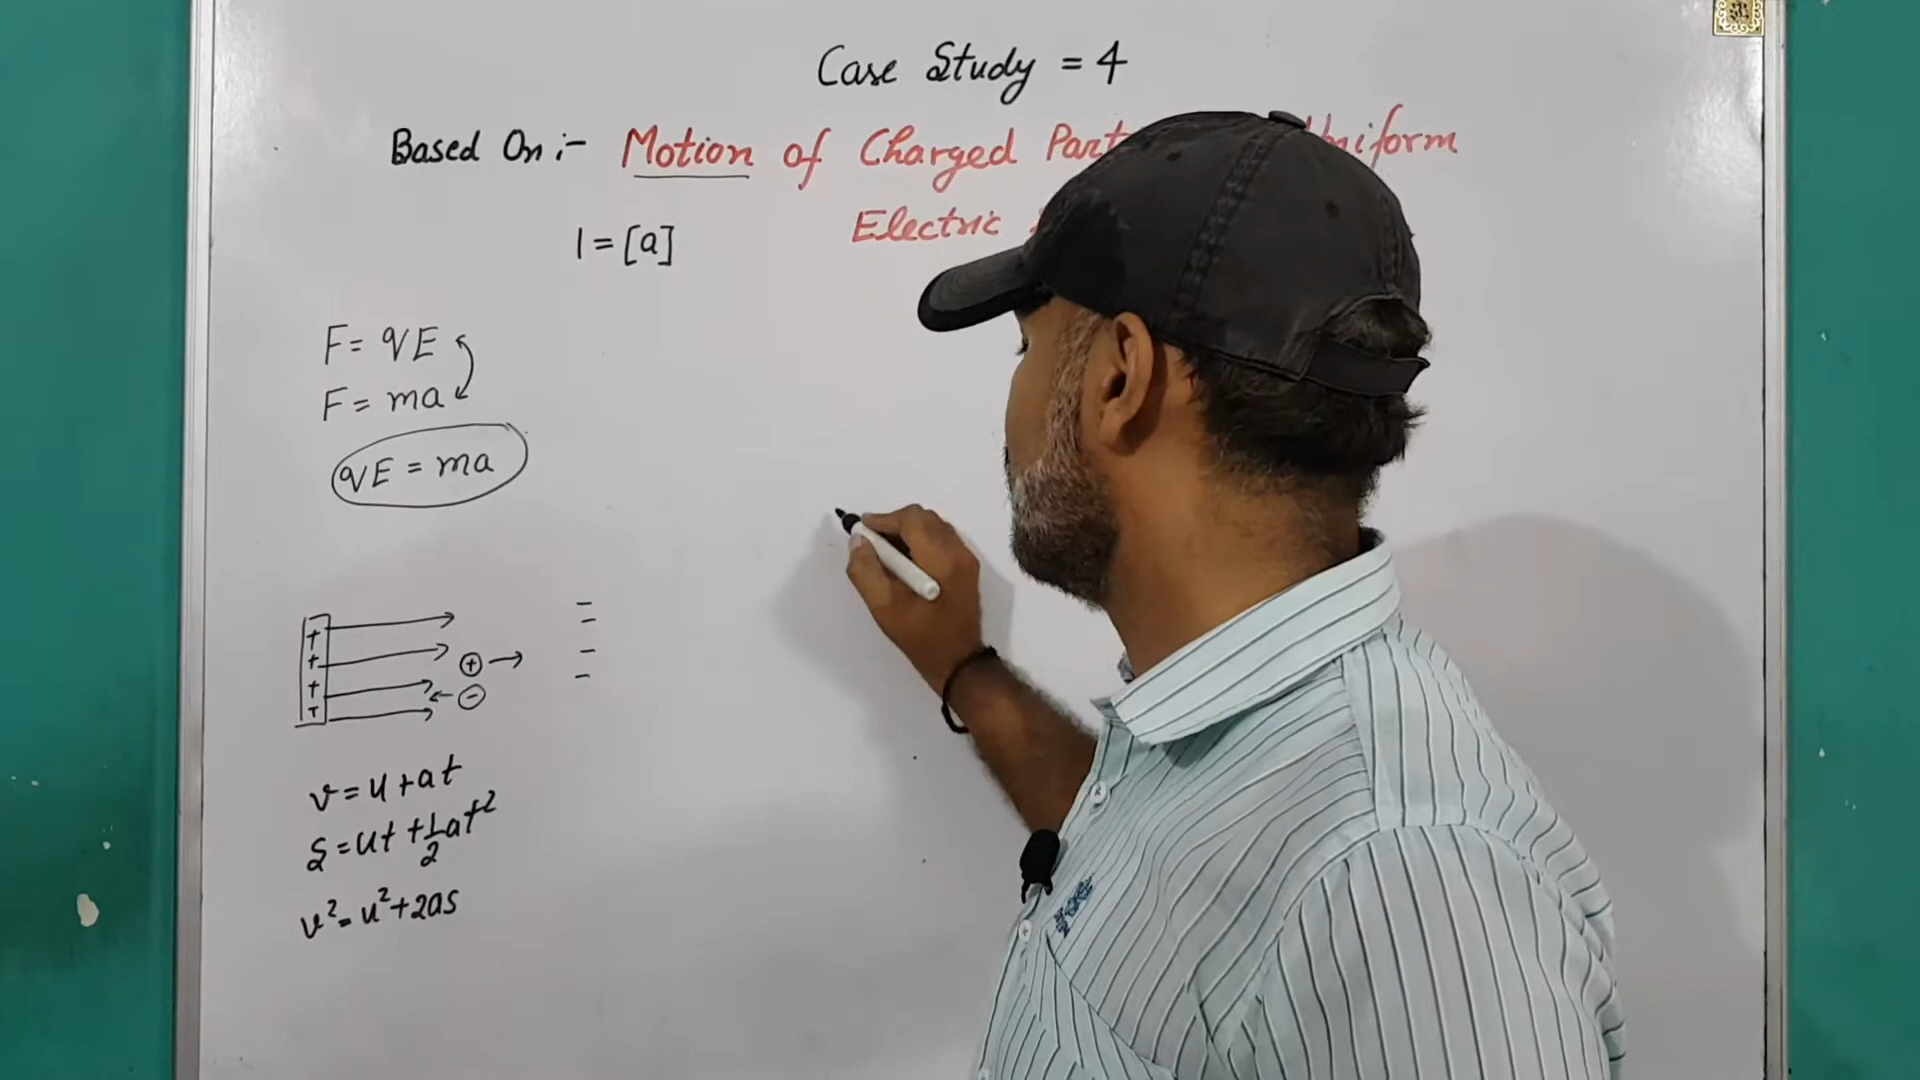 Case Study = 4
Based On :- Motion of Charged Uniform
Electric
1 = [a]
F = qE
F = ma
qE = ma
+ -
+ -
+ + → -
+ ← - -
v = u + at
S = ut + 1/2 at²
v² = u² + 2as